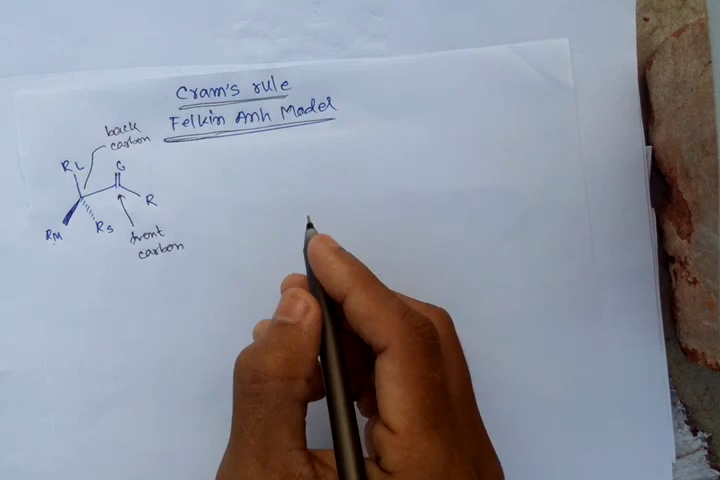 Cram's rule
Felkin Anh Model
back
carbon
RL
O
R
RM
Rs
front
carbon